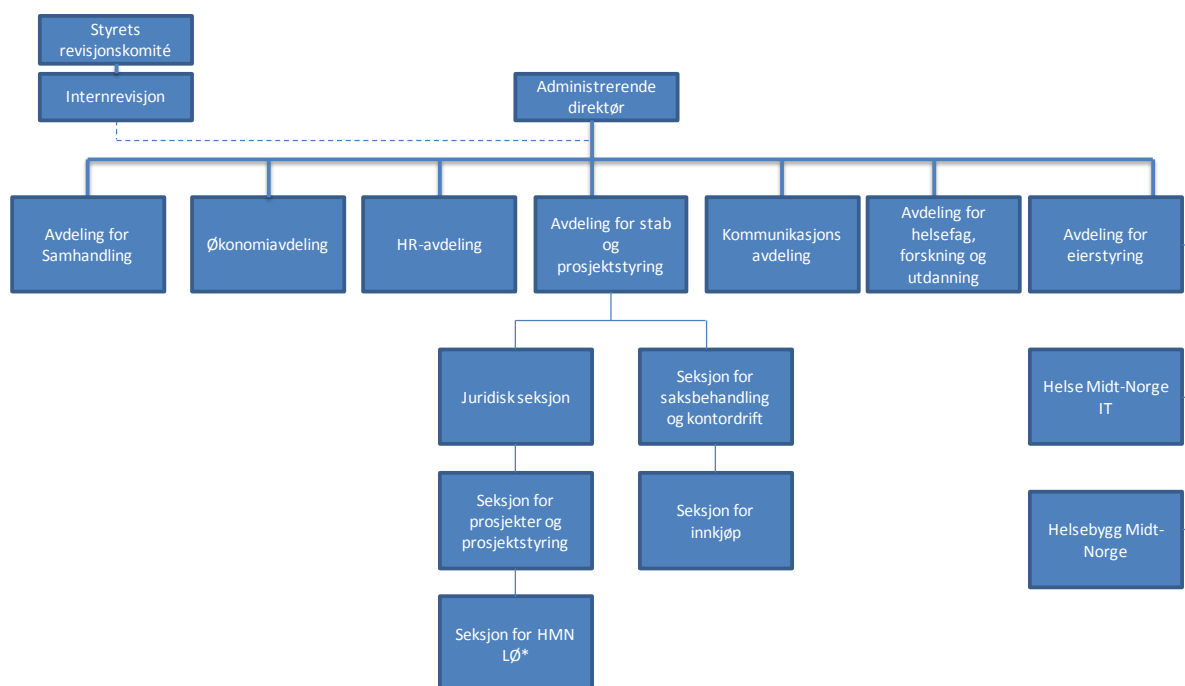 Styrets
revisjonskomité
Internrevisjon
Administrerende
direktør
Avdeling for
Samhandling
Økonomiavdeling
HR-avdeling
Avdeling for stab
og
prosjektstyring
Kommunikasjons
avdeling
Avdeling for
helsefag,
forskning og
utdanning
Avdeling for
eierstyring
Juridisk seksjon
Seksjon for
saksbehandling
og kontordrift
Helse Midt-Norge
IT
Seksjon for
prosjekter og
prosjektstyring
Seksjon for
innkjøp
Helsebygg Midt-
Norge
Seksjon for HMN
LØ*